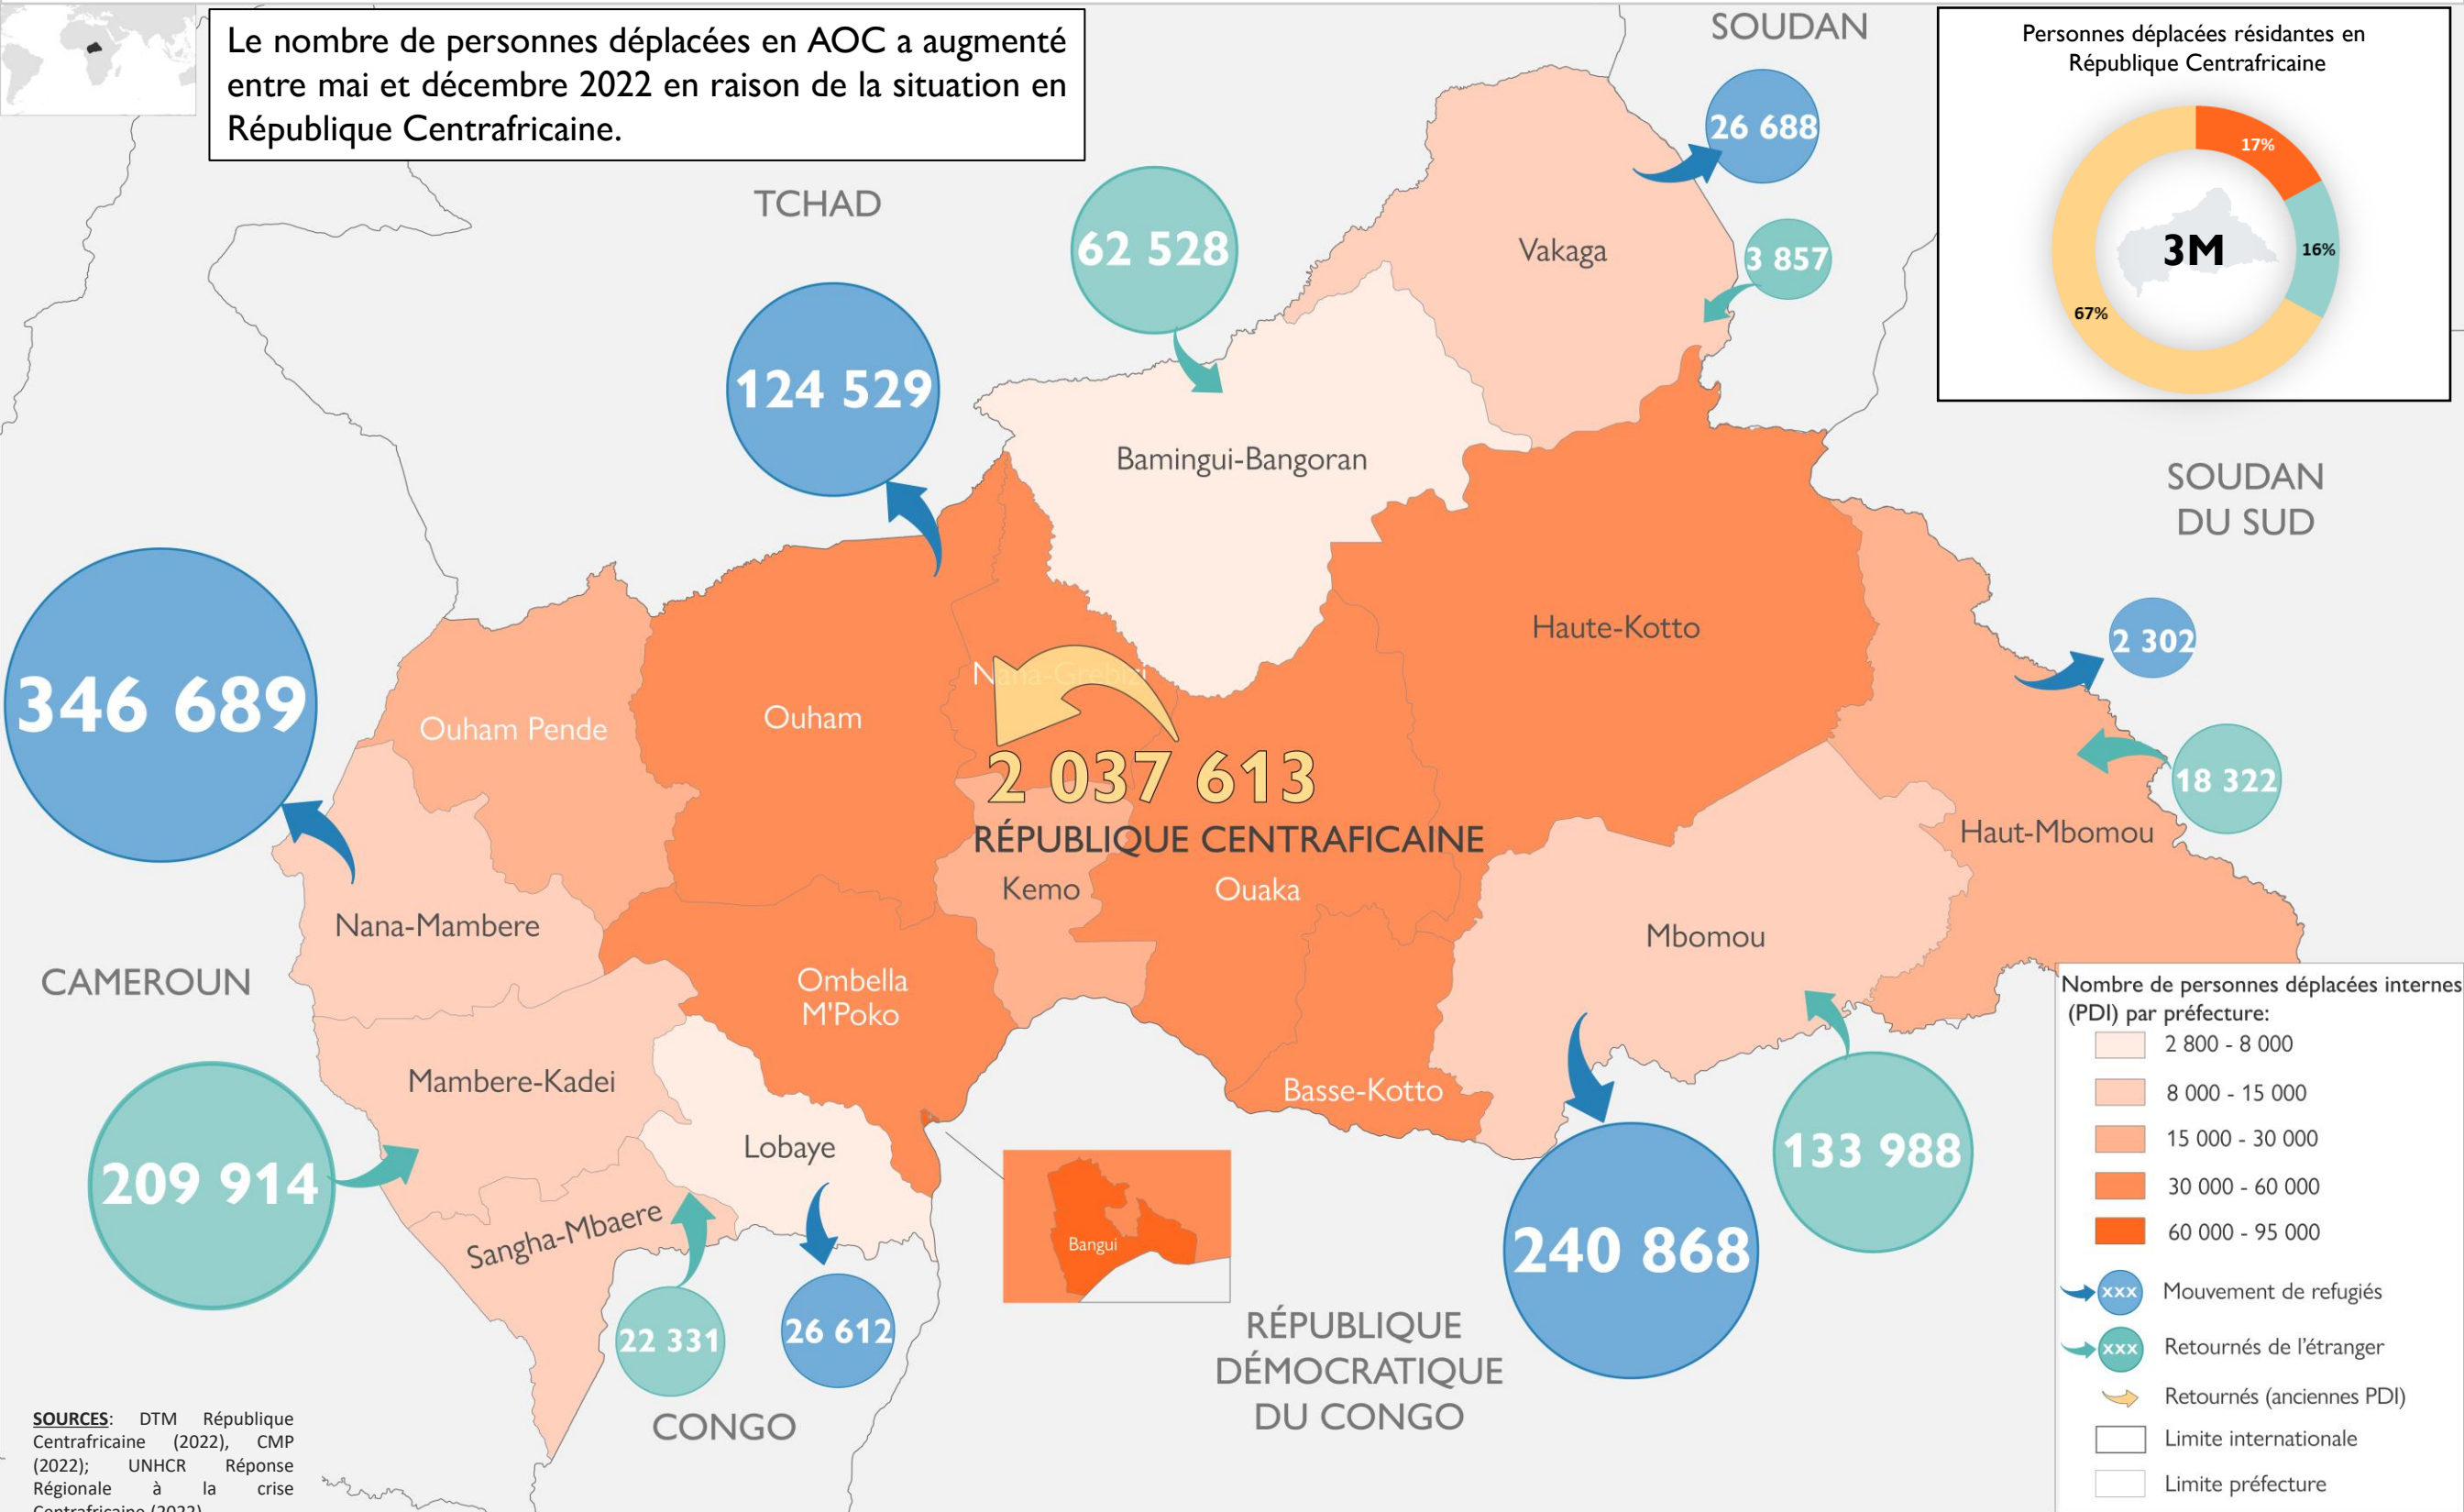 Le nombre de personnes déplacées en AOC a augmenté
entre mai et décembre 2022 en raison de la situation en
République Centrafricaine.
SOUDAN
26 688
Personnes déplacées résidantes en
République Centrafricaine
17%
16%
67%
3M
TCHAD
62 528
Vakaga
3 857
124 529
Bamingui-Bangoran
SOUDAN
DU SUD
346 689
Ouham Pende
Ouham
Nana-Grebizi
Haute-Kotto
2 302
2 037 613
RÉPUBLIQUE CENTRAFICAINE
18 322
Haut-Mbomou
Kemo
Ouaka
Nana-Mambere
Mbomou
CAMEROUN
Ombella
M'Poko
Mambere-Kadei
Basse-Kotto
Lobaye
209 914
133 988
Sangha-Mbaere
Bangui
240 868
22 331
26 612
CONGO
RÉPUBLIQUE
DÉMOCRATIQUE
DU CONGO
Nombre de personnes déplacées internes
(PDI) par préfecture:
2 800 - 8 000
8 000 - 15 000
15 000 - 30 000
30 000 - 60 000
60 000 - 95 000
xxx Mouvement de refugiés
xxx Retournés de l'étranger
Retournés (anciennes PDI)
Limite internationale
Limite préfecture
SOURCES: DTM République
Centrafricaine (2022), CMP
(2022); UNHCR Réponse
Régionale à la crise
Centrafricaine (2022)